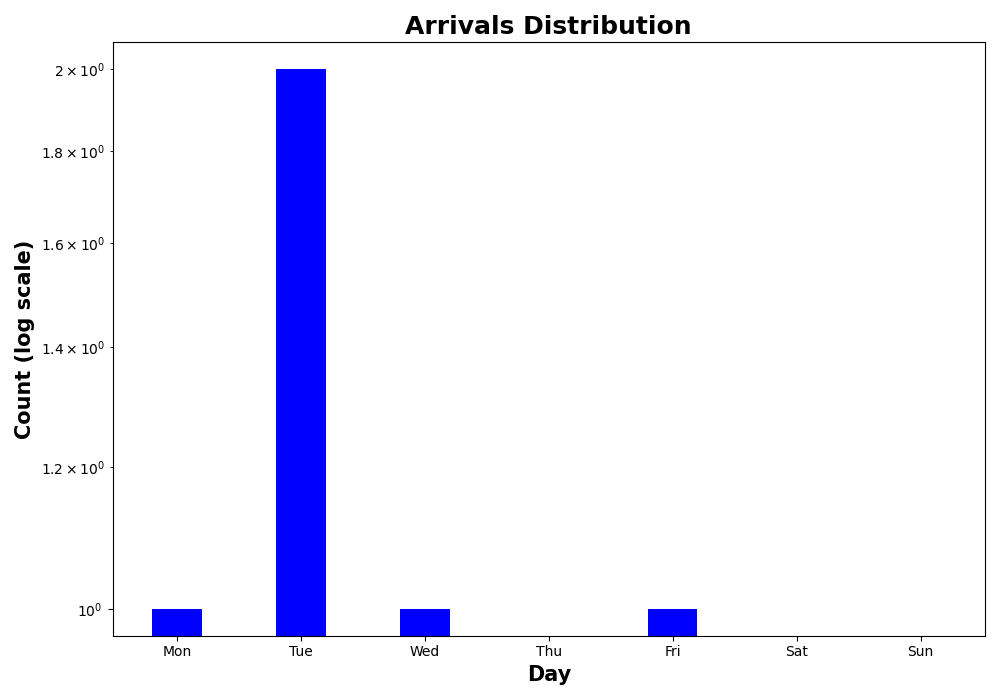 Arrivals Distribution
2 × 10⁰
1.8 × 10⁰
1.6 × 10⁰
1.4 × 10⁰
1.2 × 10⁰
10⁰
Count (log scale)
Mon Tue Wed Thu Fri Sat Sun
Day